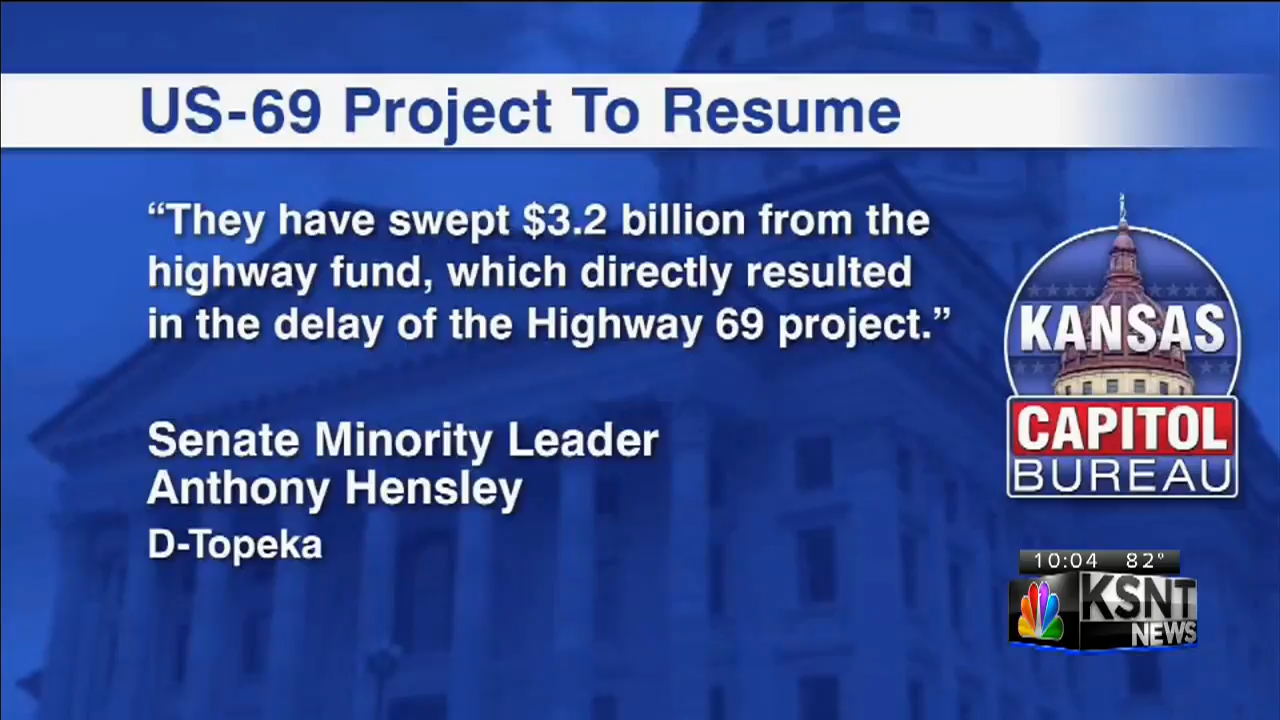 US-69 Project To Resume
“They have swept $3.2 billion from the
highway fund, which directly resulted
in the delay of the Highway 69 project.”
Senate Minority Leader
Anthony Hensley
D-Topeka
KANSAS
CAPITOL
BUREAU
10:04 82°
KSNT
NEWS